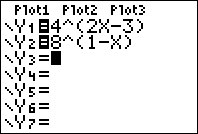 Plot1 Plot2 Plot3
\Y1=4^(2X-3)
\Y2=8^(1-X)
\Y3=
\Y4=
\Y5=
\Y6=
\Y7=